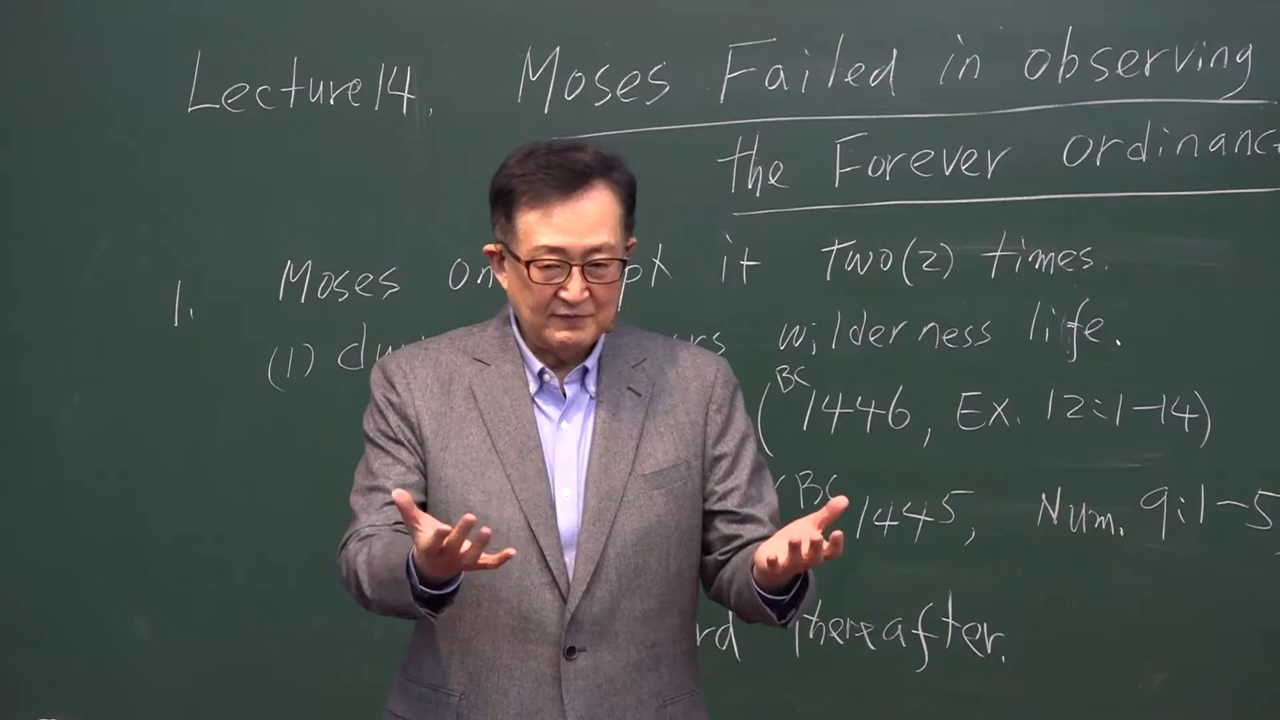 Lecture 14. Moses Failed in observing
the Forever ordinanc
1. Moses on pt it two(2) times.
(1) du rs wilderness life.
(BC 1446, Ex. 12:1-14)
(BC 1445, Num. 9:1-5
rd thereafter.